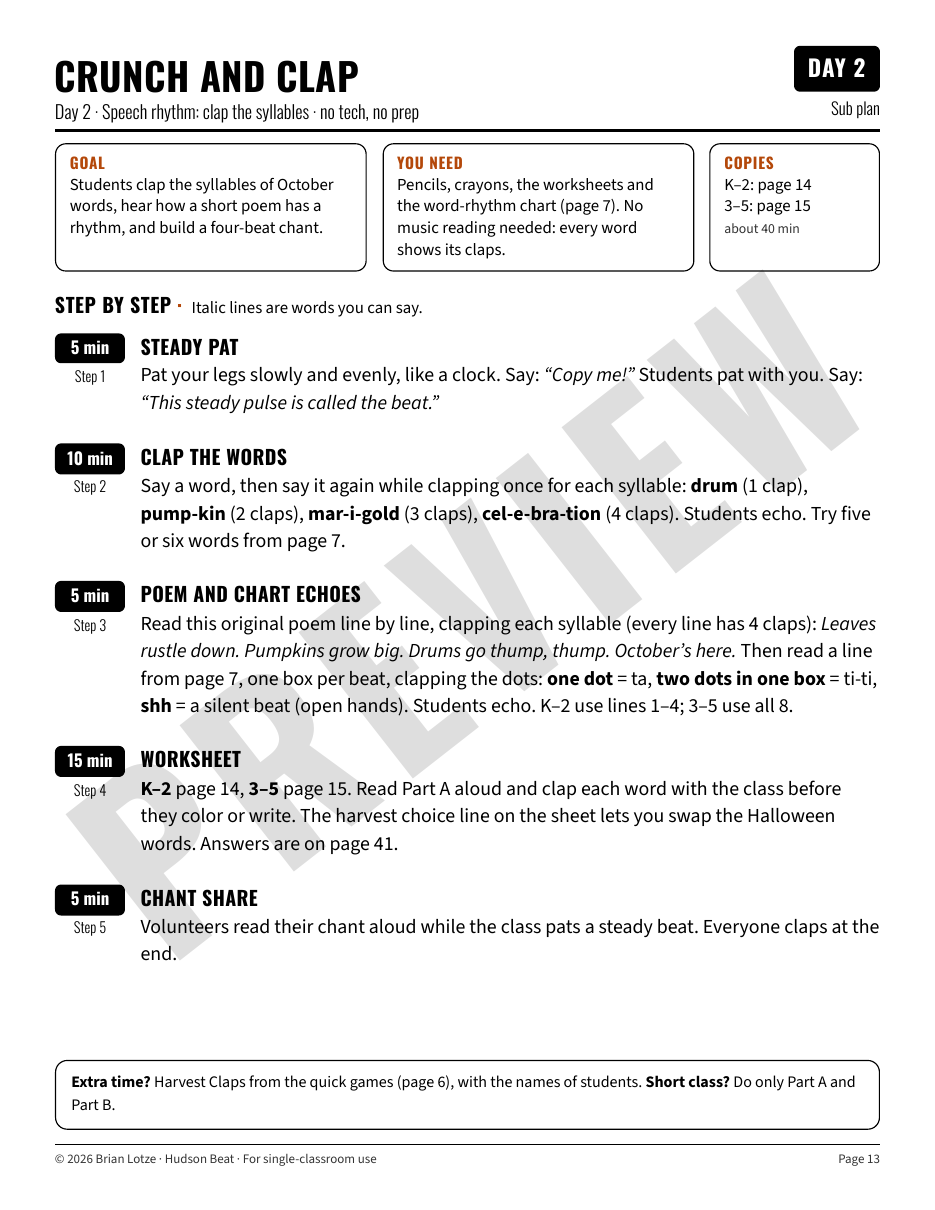 CRUNCH AND CLAP
DAY 2
Day 2 · Speech rhythm: clap the syllables · no tech, no prep
Sub plan
GOAL
Students clap the syllables of October
words, hear how a short poem has a
rhythm, and build a four-beat chant.
YOU NEED
Pencils, crayons, the worksheets and
the word-rhythm chart (page 7). No
music reading needed: every word
shows its claps.
COPIES
K–2: page 14
3–5: page 15
about 40 min
STEP BY STEP · Italic lines are words you can say.
5 min
Step 1
STEADY PAT
Pat your legs slowly and evenly, like a clock. Say: “Copy me!” Students pat with you. Say:
“This steady pulse is called the beat.”
10 min
Step 2
CLAP THE WORDS
Say a word, then say it again while clapping once for each syllable: drum (1 clap),
pump-kin (2 claps), mar-i-gold (3 claps), cel-e-bra-tion (4 claps). Students echo. Try five
or six words from page 7.
5 min
Step 3
POEM AND CHART ECHOES
Read this original poem line by line, clapping each syllable (every line has 4 claps): Leaves
rustle down. Pumpkins grow big. Drums go thump, thump. October’s here. Then read a line
from page 7, one box per beat, clapping the dots: one dot = ta, two dots in one box = ti-ti,
shh = a silent beat (open hands). Students echo. K–2 use lines 1–4; 3–5 use all 8.
15 min
Step 4
WORKSHEET
K–2 page 14, 3–5 page 15. Read Part A aloud and clap each word with the class before
they color or write. The harvest choice line on the sheet lets you swap the Halloween
words. Answers are on page 41.
5 min
Step 5
CHANT SHARE
Volunteers read their chant aloud while the class pats a steady beat. Everyone claps at the
end.
PREVIEW
Extra time? Harvest Claps from the quick games (page 6), with the names of students. Short class? Do only Part A and
Part B.
© 2026 Brian Lotze · Hudson Beat · For single-classroom use
Page 13